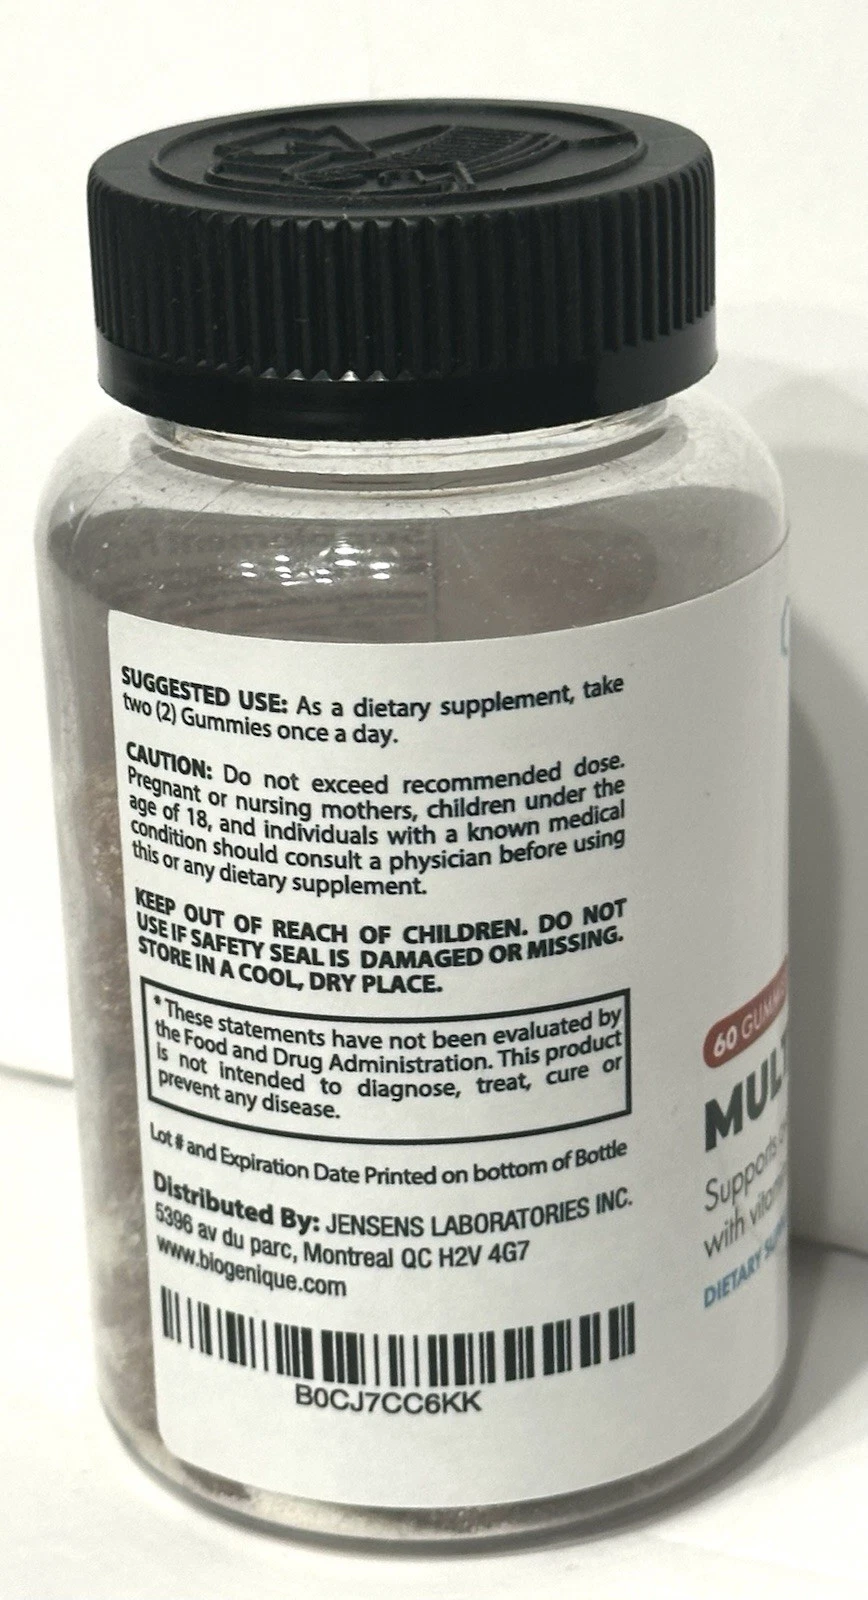 SUGGESTED USE: As a dietary supplement, take
two (2) Gummies once a day.
CAUTION: Do not exceed recommended dose.
Pregnant or nursing mothers, children under the
age of 18, and individuals with a known medical
condition should consult a physician before using
this or any dietary supplement.
KEEP OUT OF REACH OF CHILDREN. DO NOT
USE IF SAFETY SEAL IS DAMAGED OR MISSING.
STORE IN A COOL, DRY PLACE.
* These statements have not been evaluated by
the Food and Drug Administration. This product
is not intended to diagnose, treat, cure or
prevent any disease.
Lot # and Expiration Date Printed on bottom of Bottle
Distributed By: JENSENS LABORATORIES INC.
5396 av du parc, Montreal QC H2V 4G7
www.biogenique.com
B0CJ7CC6KK
60 GUMMI
MULT
Supports
with
DIETARY